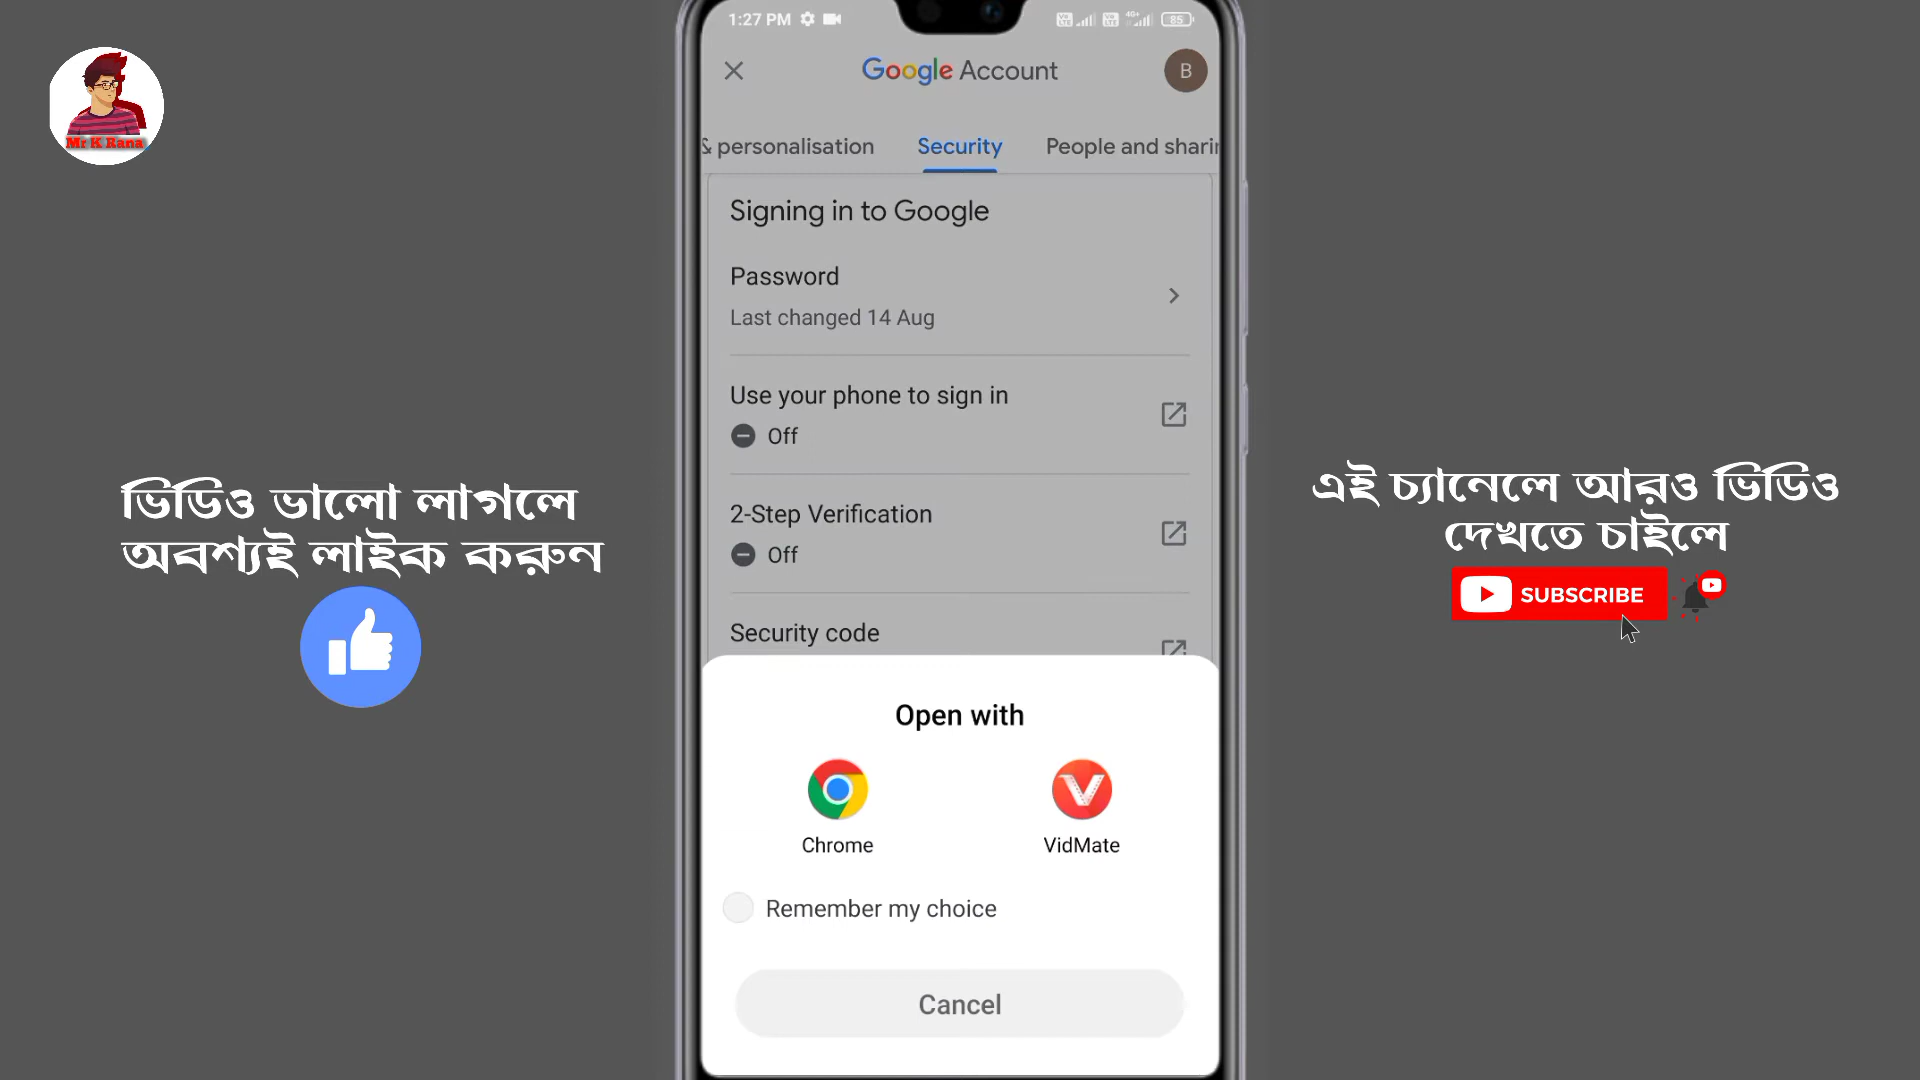 1:27 PM
85
Google Account
B
& personalisation
Security
People and sharin
Signing in to Google
Password
Last changed 14 Aug
Use your phone to sign in
Off
2-Step Verification
Off
Security code
Open with
Chrome
VidMate
Remember my choice
Cancel
Mr K Rana
ভিডিও ভালো লাগলে
অবশ্যই লাইক করুন
এই চ্যানেলে আরও ভিডিও
দেখতে চাইলে
SUBSCRIBE